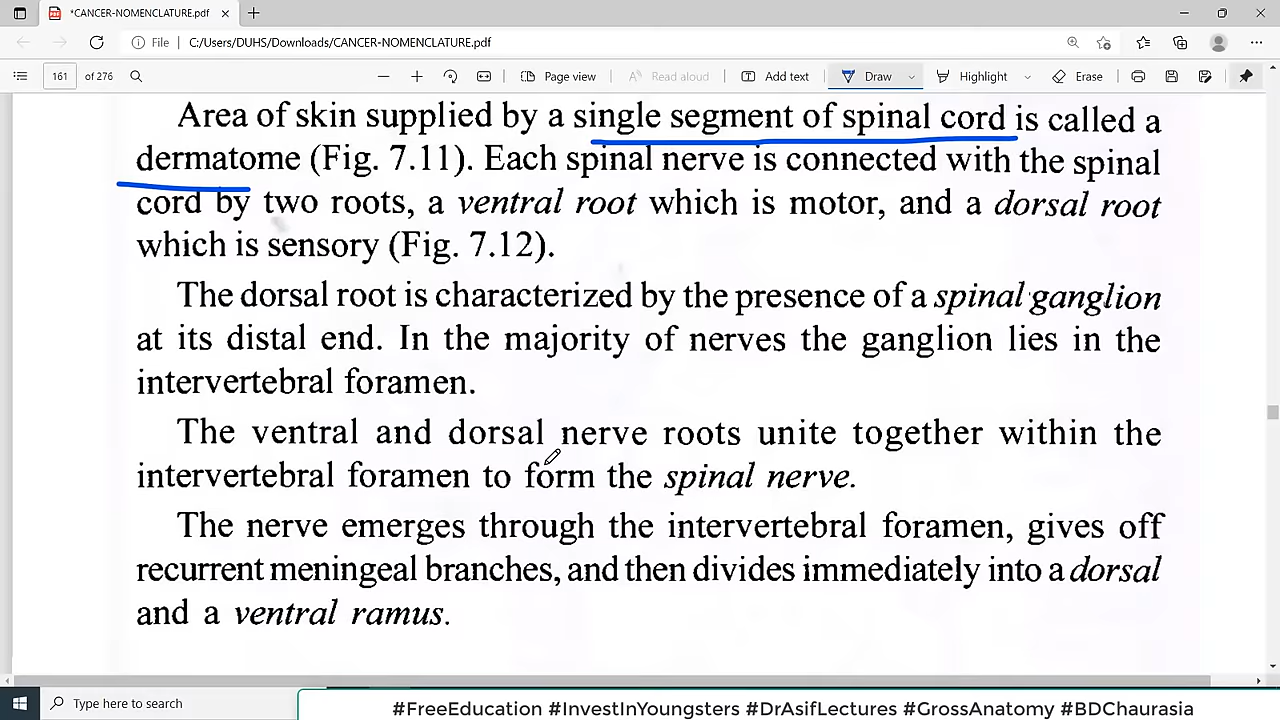 *CANCER-NOMENCLATURE.pdf
File C:/Users/DUHS/Downloads/CANCER-NOMENCLATURE.pdf
161 of 276 Page view Read aloud Add text Draw Highlight Erase
Area of skin supplied by a single segment of spinal cord is called a
dermatome (Fig. 7.11). Each spinal nerve is connected with the spinal
cord by two roots, a ventral root which is motor, and a dorsal root
which is sensory (Fig. 7.12).
The dorsal root is characterized by the presence of a spinal ganglion
at its distal end. In the majority of nerves the ganglion lies in the
intervertebral foramen.
The ventral and dorsal nerve roots unite together within the
intervertebral foramen to form the spinal nerve.
The nerve emerges through the intervertebral foramen, gives off
recurrent meningeal branches, and then divides immediately into a dorsal
and a ventral ramus.
Type here to search
#FreeEducation #InvestInYoungsters #DrAsifLectures #GrossAnatomy #BDChaurasia